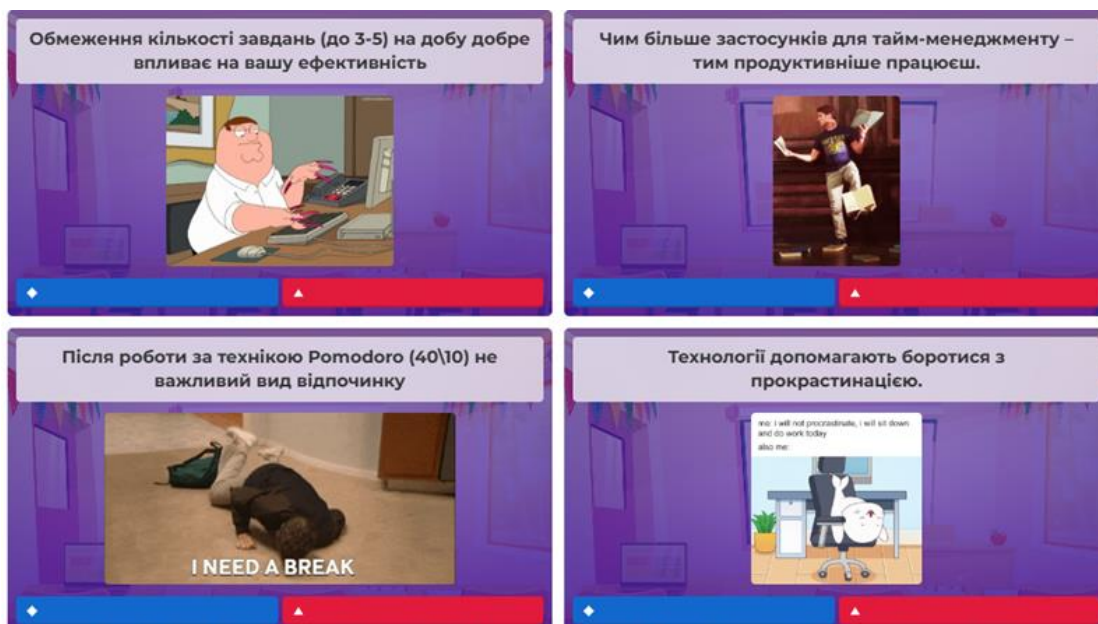 Обмеження кількості завдань (до 3-5) на добу добре
впливає на вашу ефективність
Чим більше застосунків для тайм-менеджменту –
тим продуктивніше працюєш.
Після роботи за технікою Pomodoro (40\10) не
важливий вид відпочинку
I NEED A BREAK
Технології допомагають боротися з
прокрастинацією.
me: i will not procrastinate, i will sit down
and do work today
also me: